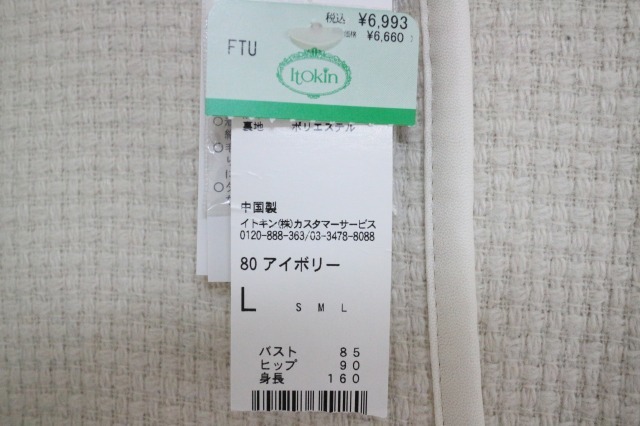 税込 ¥6,993
価格 ¥6,660
FTU
Itokin
裏地 ポリエステル
中国製
イトキン(株)カスタマーサービス
0120-888-363/03-3478-8088
80 アイボリー
L S M L
バスト 85
ヒップ 90
身長 160